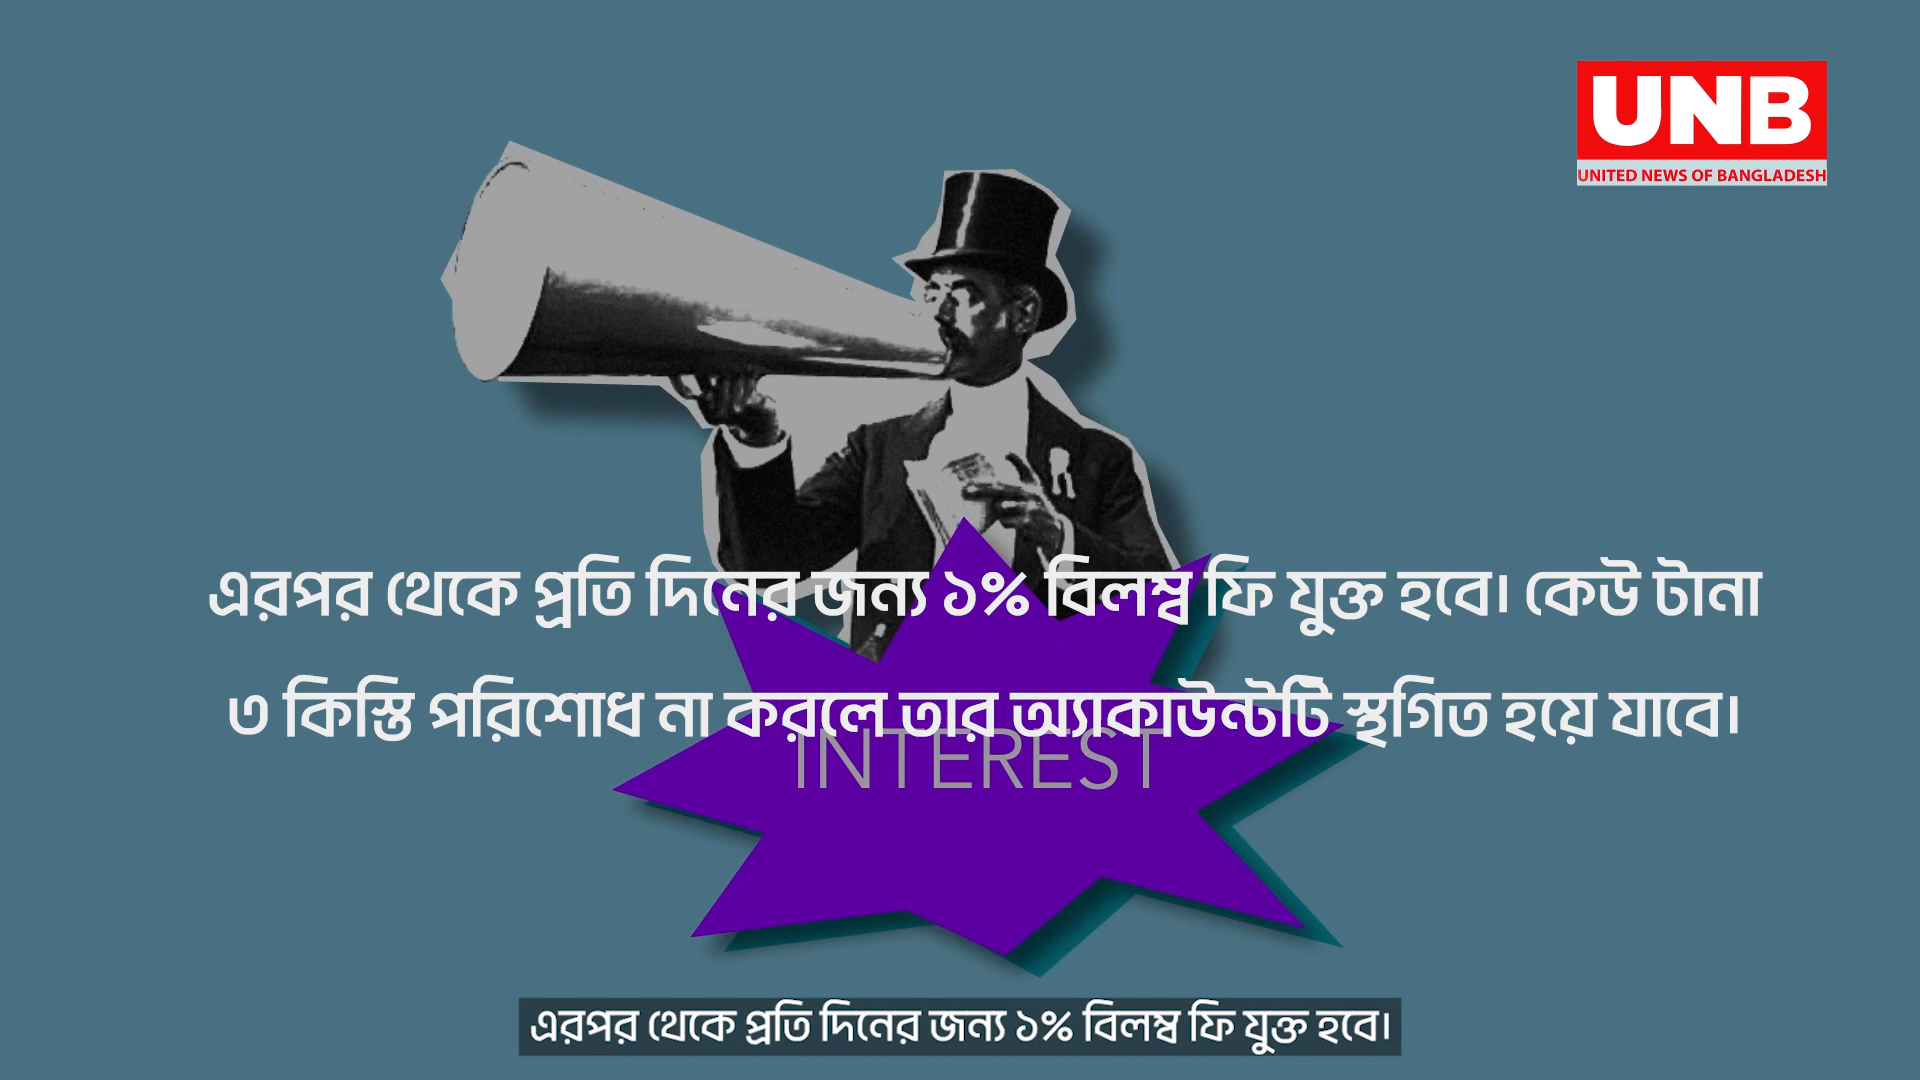 UNB
UNITED NEWS OF BANGLADESH
এরপর থেকে প্রতি দিনের জন্য ১% বিলম্ব ফি যুক্ত হবে। কেউ টানা
৩ কিস্তি পরিশোধ না করলে তার অ্যাকাউন্টটি স্থগিত হয়ে যাবে।
INTEREST
এরপর থেকে প্রতি দিনের জন্য ১% বিলম্ব ফি যুক্ত হবে।